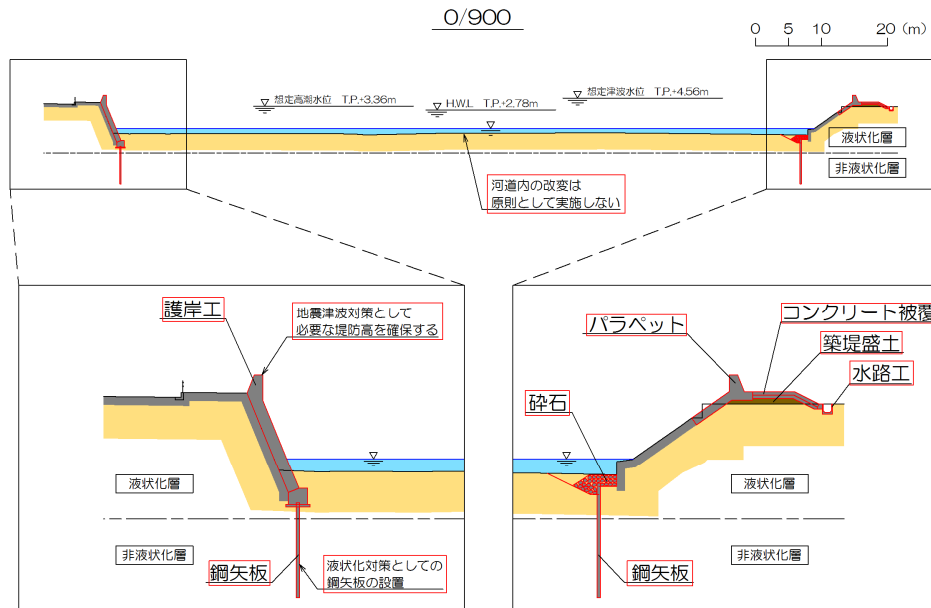 0/900
0 5 10 20 (m)
想定高潮水位 T.P.+3,36m
H.W.L T.P.+2,78m
想定津波水位 T.P.+4,56m
液状化層
非液状化層
河道内の改変は
原則として実施しない
護岸工
地震津波対策として
必要な堤防高を確保する
液状化層
非液状化層
鋼矢板
液状化対策としての
鋼矢板の設置
パラペット
コンクリート被覆
築堤盛土
水路工
砕石
液状化層
非液状化層
鋼矢板